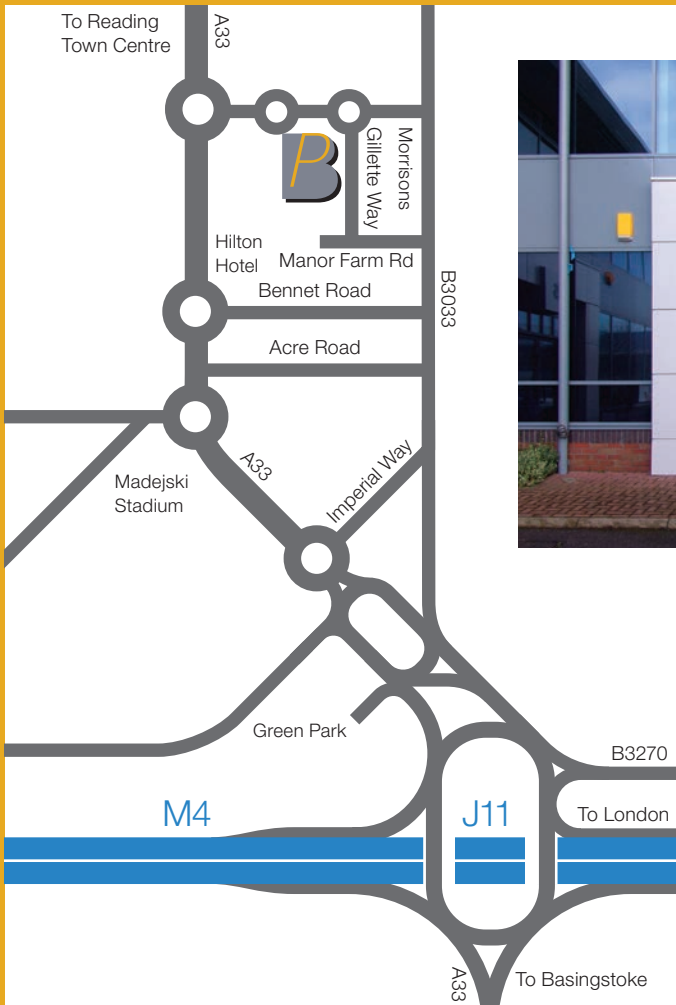 To Reading
Town Centre
A33
Morrisons
Gillette Way
PB
Hilton
Hotel
Manor Farm Rd
Bennet Road
B3033
Acre Road
A33
Imperial Way
Madejski
Stadium
Green Park
B3270
M4
J11
To London
A33
To Basingstoke